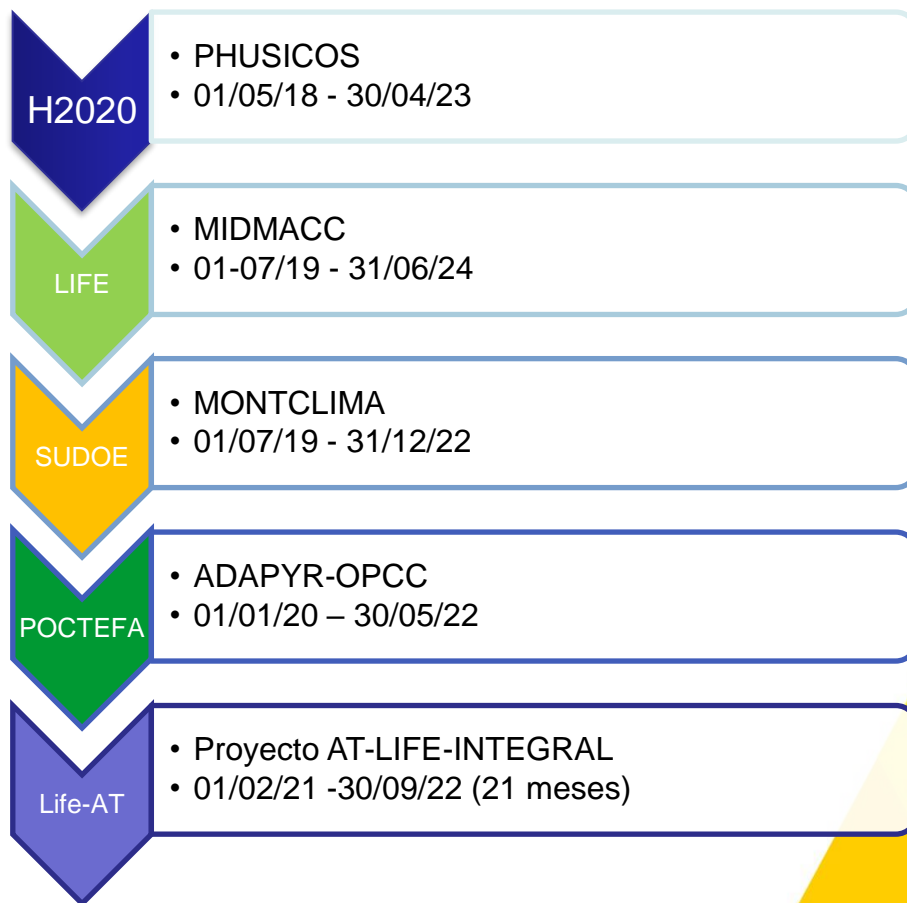 H2020
• PHUSICOS
• 01/05/18 - 30/04/23
LIFE
• MIDMACC
• 01-07/19 - 31/06/24
SUDOE
• MONTCLIMA
• 01/07/19 - 31/12/22
POCTEFA
• ADAPYR-OPCC
• 01/01/20 – 30/05/22
Life-AT
• Proyecto AT-LIFE-INTEGRAL
• 01/02/21 -30/09/22 (21 meses)